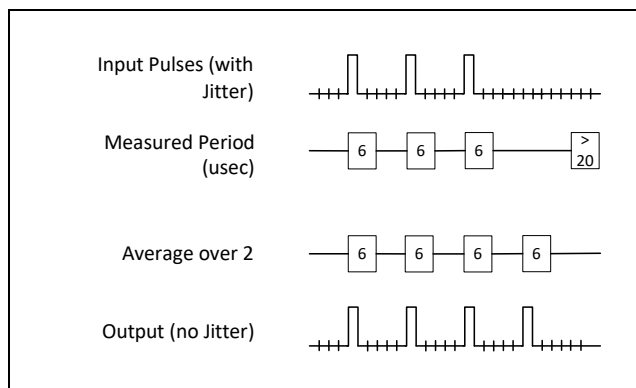 Input Pulses (with
Jitter)
Measured Period
(usec)
6 6 6 >
20
Average over 2
6 6 6 6
Output (no Jitter)